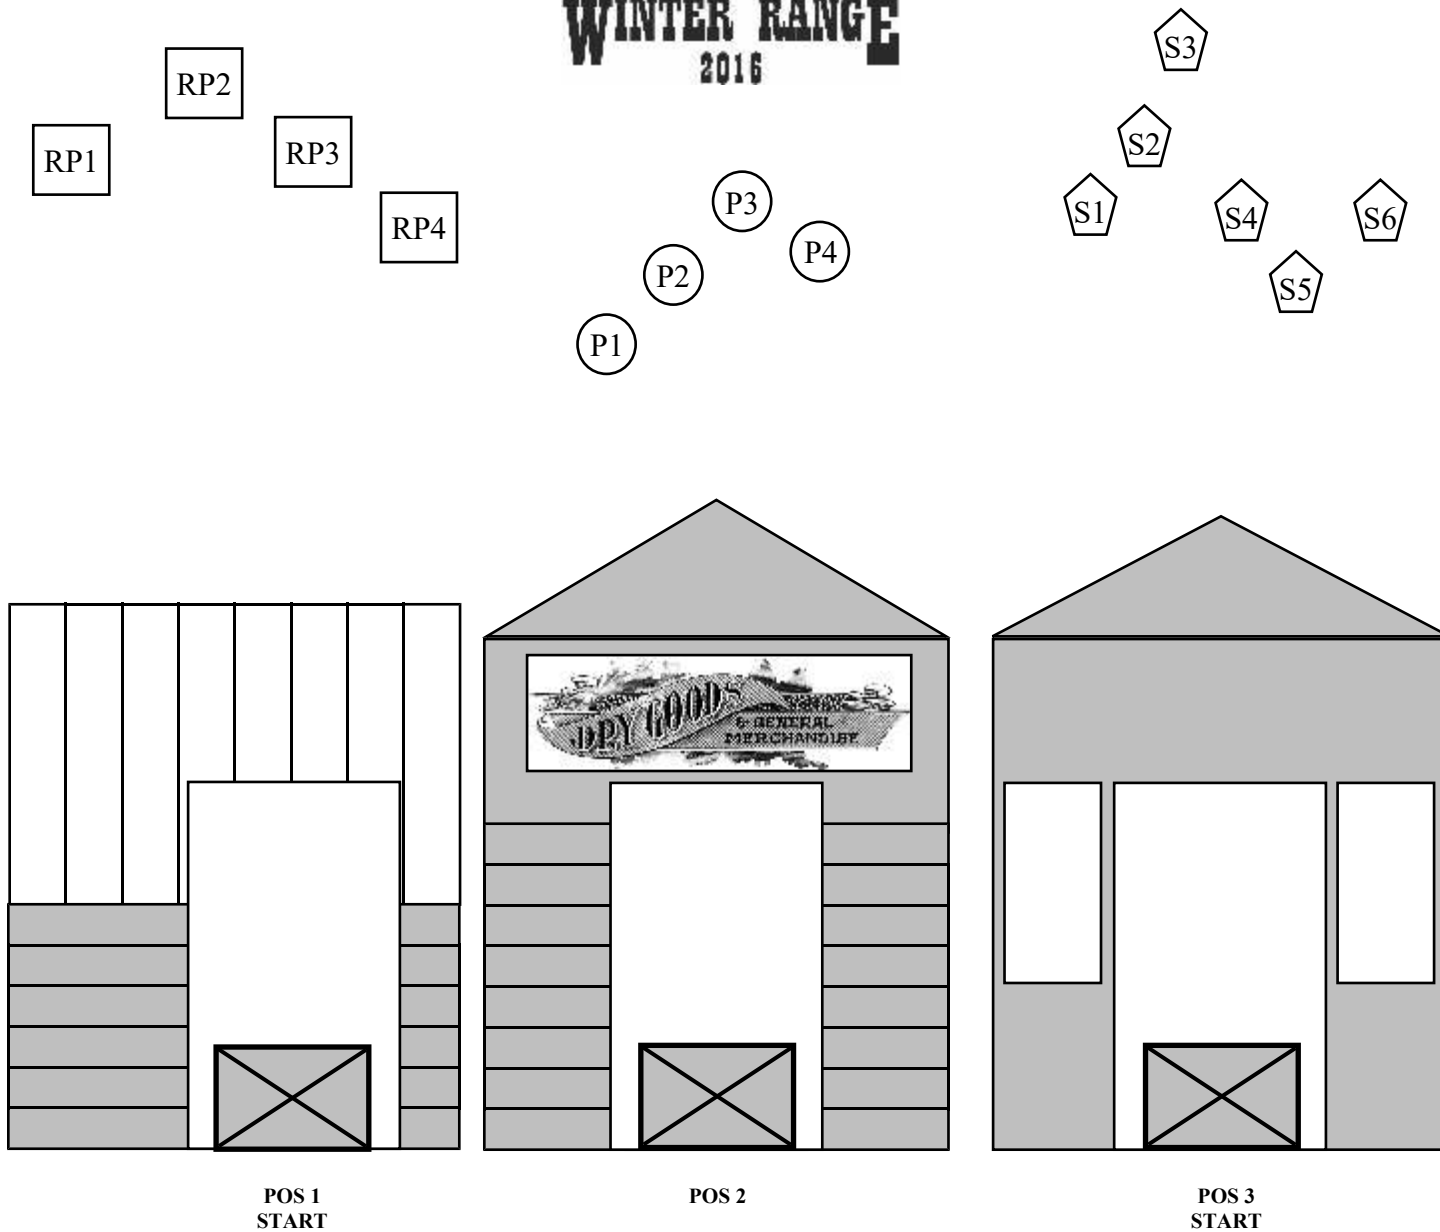 WINTER RANGE
2016
S3
RP2
S2
RP1
RP3
P3
S1
S4
S6
RP4
P4
P2
S5
P1
DRY GOODS
& GENERAL
MERCHANDISE
POS 1
START
POS 2
POS 3
START